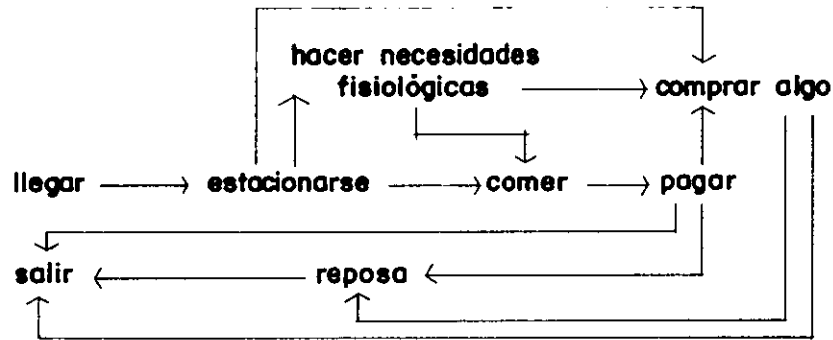 hacer necesidades
fisiológicas
comprar algo
llegar
estacionarse
comer
pagar
salir
reposa